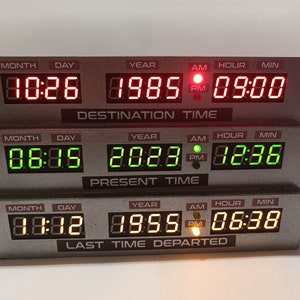 MONTH DAY YEAR AM HOUR MIN
10:26 1985 PM 09:00
DESTINATION TIME
MONTH DAY YEAR AM HOUR MIN
06:15 2023 PM 12:36
PRESENT TIME
MONTH DAY YEAR AM HOUR MIN
11:12 1955 PM 06:38
LAST TIME DEPARTED